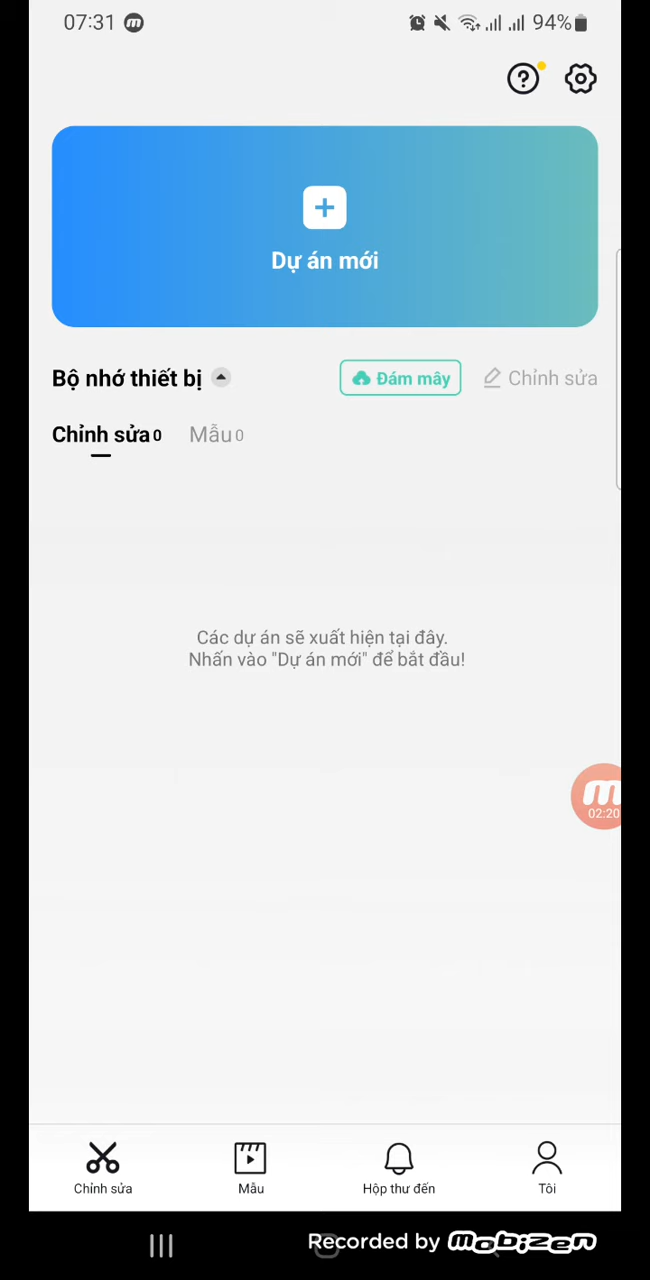 07:31 94%
Dự án mới
Bộ nhớ thiết bị Đám mây Chỉnh sửa
Chỉnh sửa 0 Mẫu 0
Các dự án sẽ xuất hiện tại đây.
Nhấn vào "Dự án mới" để bắt đầu!
02:20
Chỉnh sửa Mẫu Hộp thư đến Tôi
Recorded by mobizen